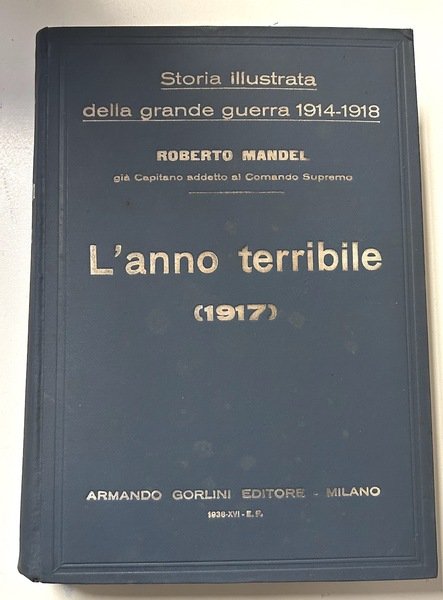 Storia illustrata
della grande guerra 1914-1918
ROBERTO MANDEL
già Capitano addetto al Comando Supremo
L'anno terribile
(1917)
ARMANDO GORLINI EDITORE - MILANO
1938-XVI - E. F.